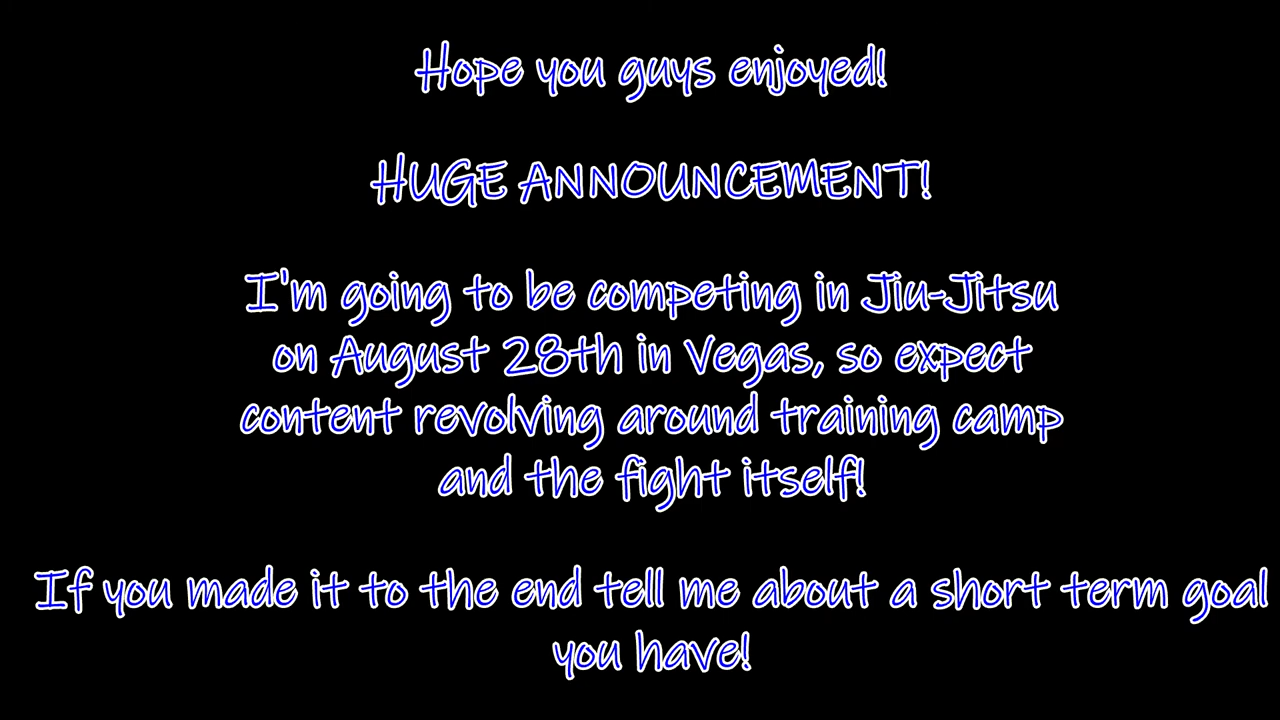 Hope you guys enjoyed!
HUGE ANNOUNCEMENT!
I'm going to be competing in Jiu-Jitsu
on August 28th in Vegas, so expect
content revolving around training camp
and the fight itself!
If you made it to the end tell me about a short term goal
you have!